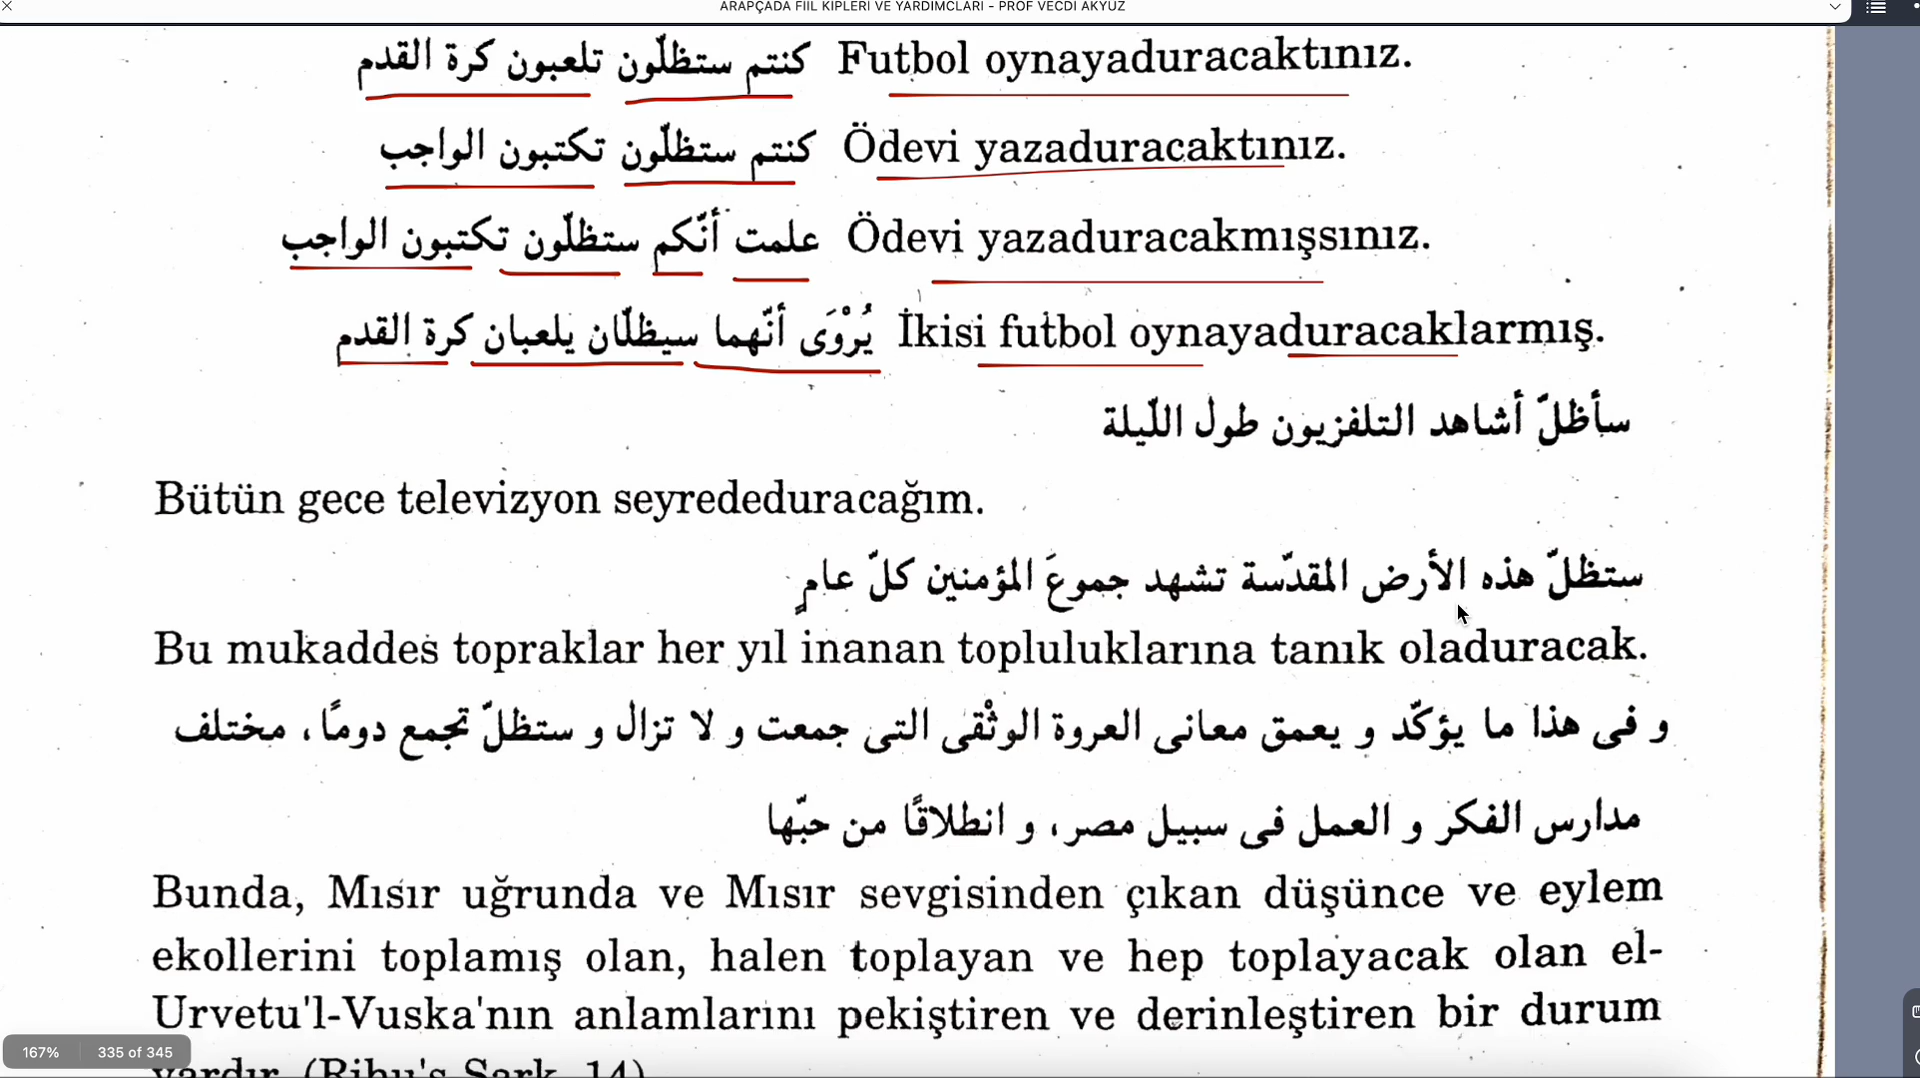 ARAPÇADA FIIL KIPLERI VE YARDIMCLARI - PROF VECDI AKYUZ
كنتم ستظلّون تلعبون كرة القدم Futbol oynayaduracaktınız.
كنتم ستظلّون تكتبون الواجب Ödevi yazaduracaktınız.
علمت أنّكم ستظلّون تكتبون الواجب Ödevi yazaduracakmışsınız.
يُرْوَى أنّهما سيظلّان يلعبان كرة القدم İkisi futbol oynayaduracaklarmış.
سأظلّ أشاهد التلفزيون طول اللّيلة
Bütün gece televizyon seyrededuracağım.
ستظلّ هذه الأرض المقدّسة تشهد جموعَ المؤمنين كلّ عامٍ
Bu mukaddes topraklar her yıl inanan topluluklarına tanık oladuracak.
و فى هذا ما يؤكّد و يعمق معانى العروة الوثْقى التى جمعت و لا تزال و ستظلّ تجمع دومًا، مختلف
مدارس الفكر و العمل فى سبيل مصر، و انطلاقًا من حبّها
Bunda, Mısır uğrunda ve Mısır sevgisinden çıkan düşünce ve eylem
ekollerini toplamış olan, halen toplayan ve hep toplayacak olan el-
Urvetu'l-Vuska'nın anlamlarını pekiştiren ve derinleştiren bir durum
vardır. (Ribu's-Şark, 14)
167% 335 of 345